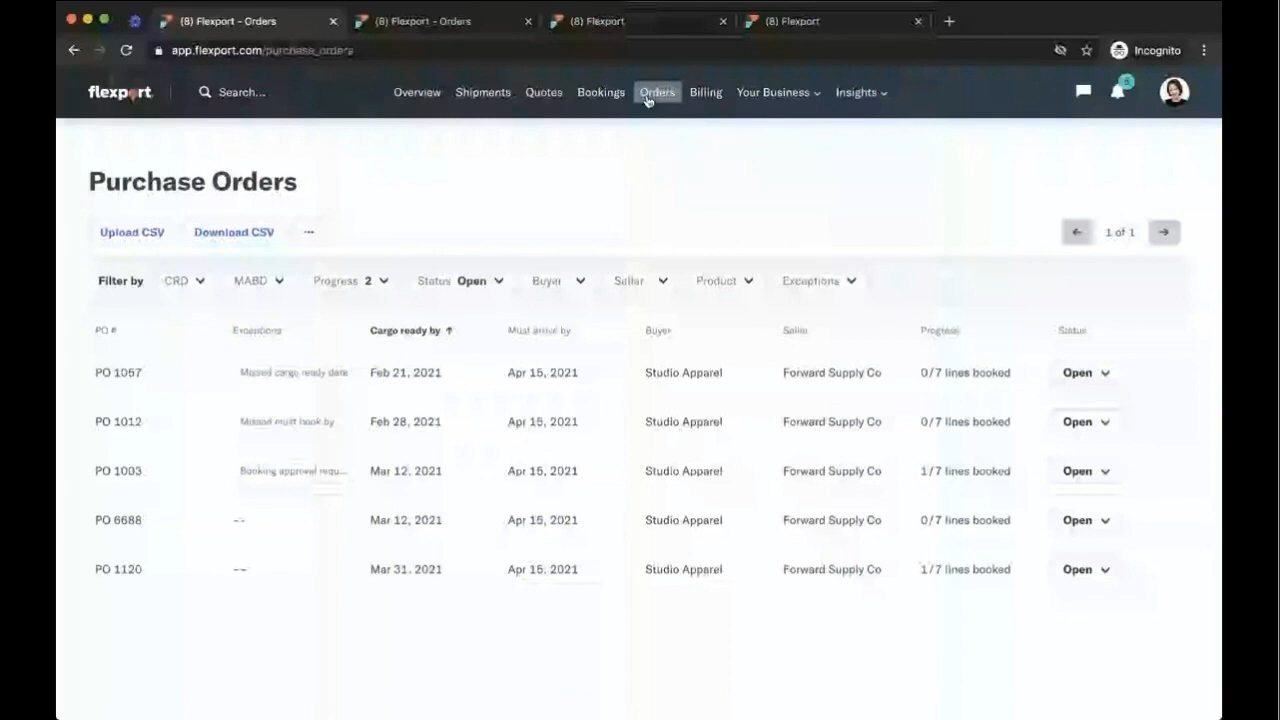 (8) Flexport - Orders (8) Flexport - Orders (8) Flexport (8) Flexport
app.flexport.com/purchase_orders Incognito
flexport. Search... Overview Shipments Quotes Bookings Orders Billing Your Business Insights 5
Purchase Orders
Upload CSV Download CSV ... 1 of 1
Filter by CRD MABD Progress 2 Status Open Buyer Seller Product Exceptions
PO # Exceptions Cargo ready by ↑ Must arrive by Buyer Seller Progress Status
PO 1057 Missed cargo ready date Feb 21, 2021 Apr 15, 2021 Studio Apparel Forward Supply Co 0/7 lines booked Open
PO 1012 Missed must book by Feb 28, 2021 Apr 15, 2021 Studio Apparel Forward Supply Co 0/7 lines booked Open
PO 1003 Booking approval requ... Mar 12, 2021 Apr 15, 2021 Studio Apparel Forward Supply Co 1/7 lines booked Open
PO 6688 -- Mar 12, 2021 Apr 15, 2021 Studio Apparel Forward Supply Co 0/7 lines booked Open
PO 1120 -- Mar 31, 2021 Apr 15, 2021 Studio Apparel Forward Supply Co 1/7 lines booked Open